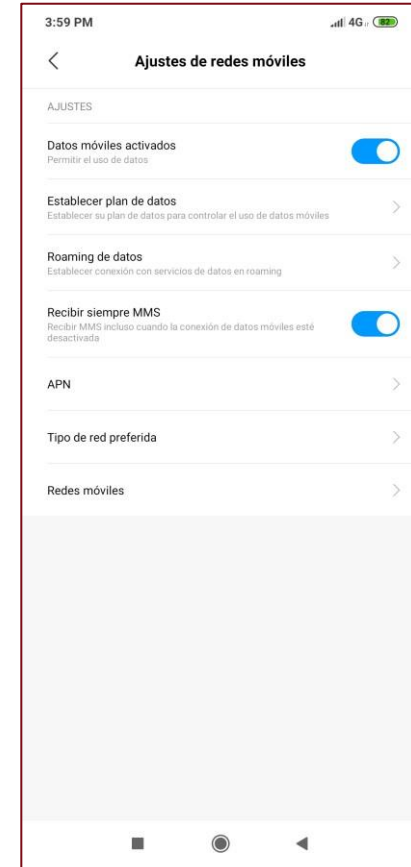 3:59 PM 4G 82
Ajustes de redes móviles
AJUSTES
Datos móviles activados
Permitir el uso de datos
Establecer plan de datos
Establecer su plan de datos para controlar el uso de datos móviles
Roaming de datos
Establecer conexión con servicios de datos en roaming
Recibir siempre MMS
Recibir MMS incluso cuando la conexión de datos móviles esté
desactivada
APN
Tipo de red preferida
Redes móviles